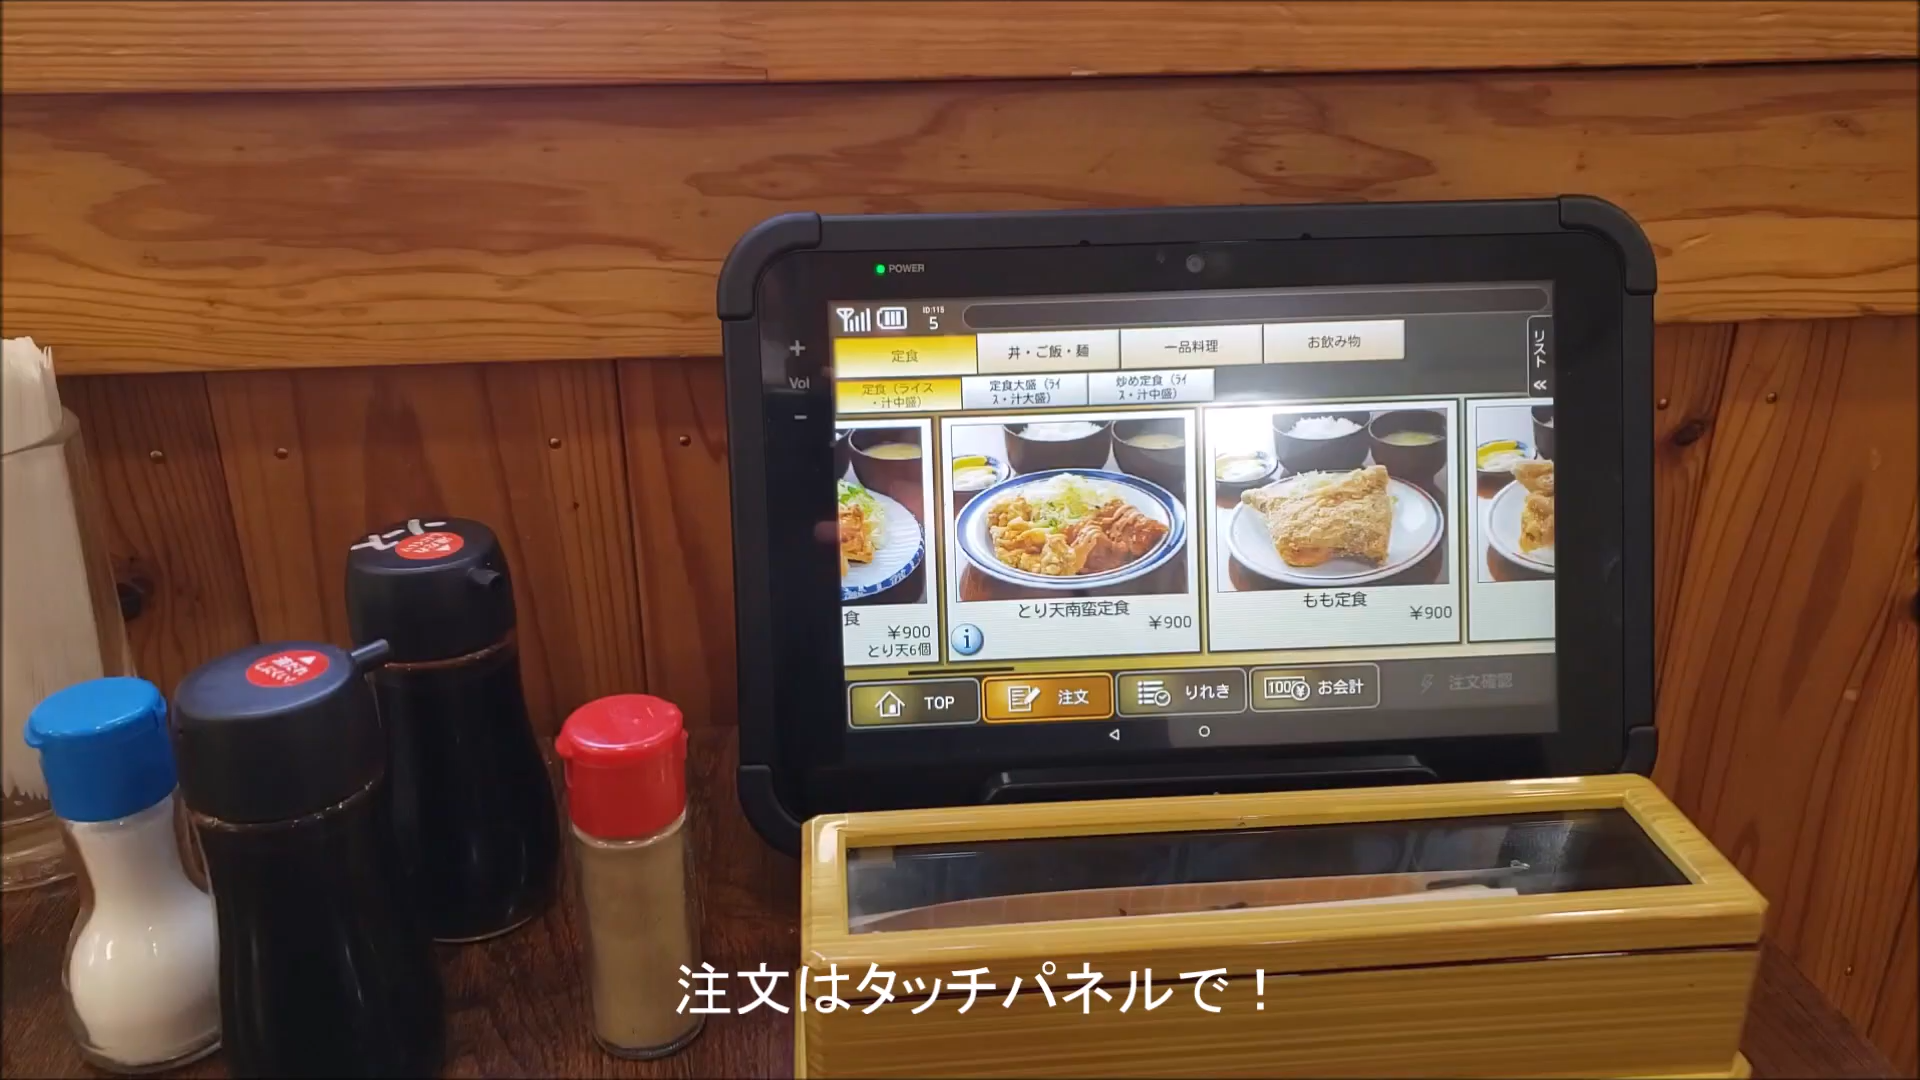 POWER
ID:115
5
+
Vol
−
定食
丼・ご飯・麺
一品料理
お飲み物
リスト
定食（ライス
・汁中盛）
定食大盛（ﾗｲ
ｽ・汁大盛）
炒め定食（ﾗｲ
ｽ・汁中盛）
食
¥900
とり天6個
とり天南蛮定食
¥900
もも定食
¥900
TOP
注文
りれき
お会計
注文確認
ソース
注文はタッチパネルで！